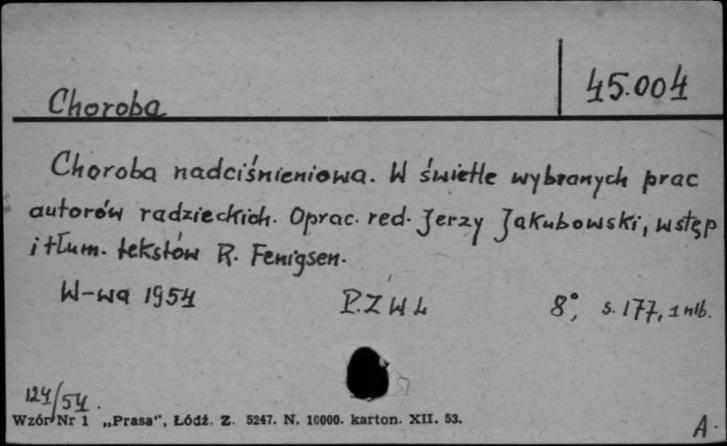 45.004
Choroba
Choroba nadciśnieniowa. W świetle wybranych prac
autorów radzieckich. Oprac. red. Jerzy Jakubowski, wstęp
i tłum. tekstów R. Fenigsen.
W-wa 1954 P.Z W L 8°, s. 177, 1 nlb.
124/54.
Wzór Nr 1 „Prasa", Łódź. Z. 5247. N. 10000. karton. XII. 53.
A.